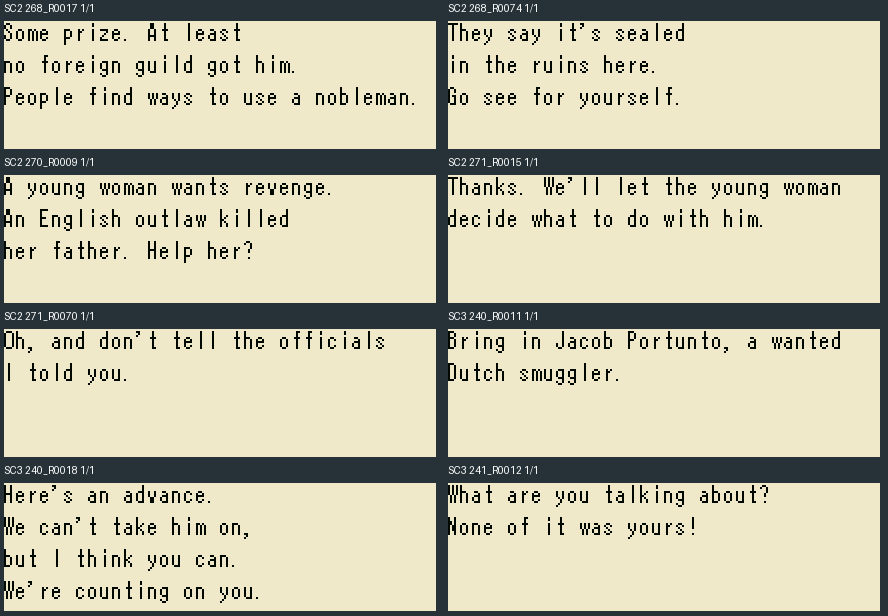 SC2 268_R0017 1/1
Some prize. At least
no foreign guild got him.
People find ways to use a nobleman.
SC2 268_R0074 1/1
They say it's sealed
in the ruins here.
Go see for yourself.
SC2 270_R0009 1/1
A young woman wants revenge.
An English outlaw killed
her father. Help her?
SC2 271_R0015 1/1
Thanks. We'll let the young woman
decide what to do with him.
SC2 271_R0070 1/1
Oh, and don't tell the officials
I told you.
SC3 240_R0011 1/1
Bring in Jacob Portunto, a wanted
Dutch smuggler.
SC3 240_R0018 1/1
Here's an advance.
We can't take him on,
but I think you can.
We're counting on you.
SC3 241_R0012 1/1
What are you talking about?
None of it was yours!